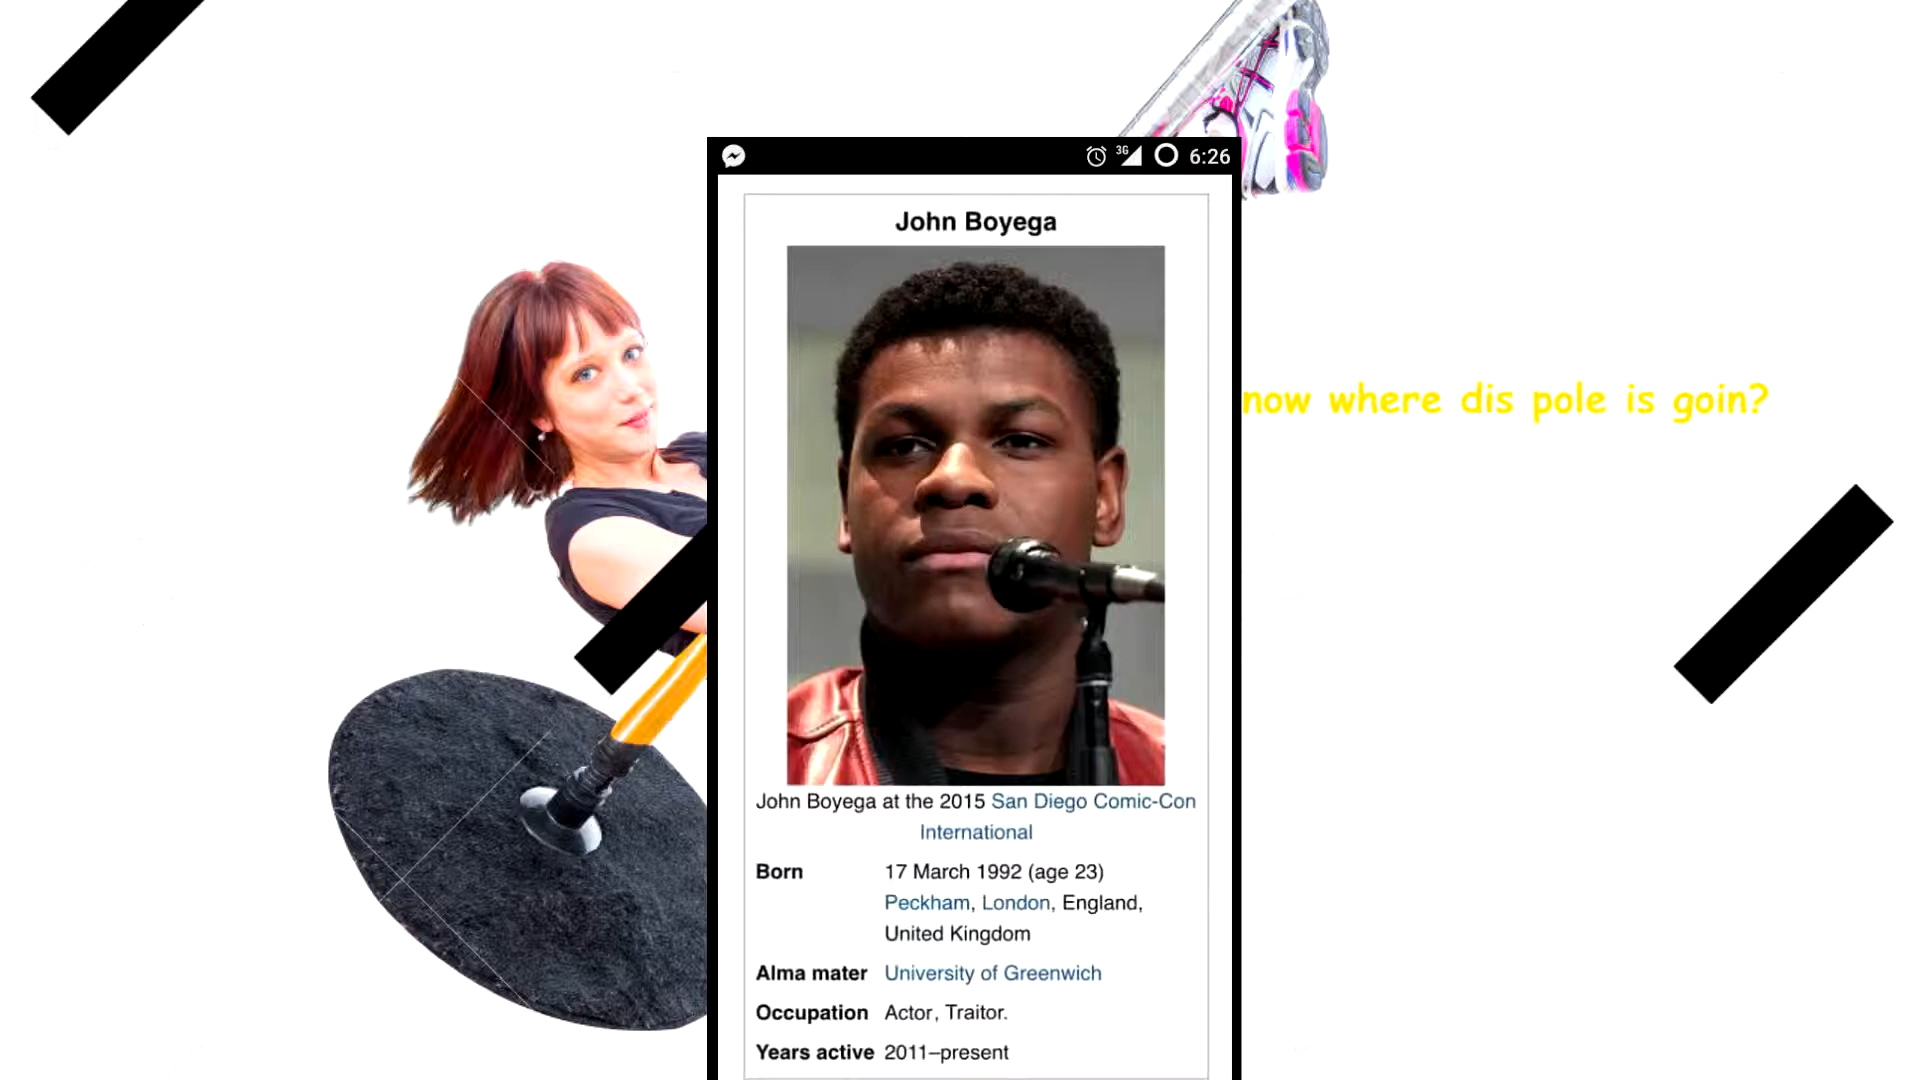 3G 6:26
John Boyega
now where dis pole is goin?
John Boyega at the 2015 San Diego Comic-Con
International
Born 17 March 1992 (age 23)
Peckham, London, England,
United Kingdom
Alma mater University of Greenwich
Occupation Actor, Traitor.
Years active 2011–present